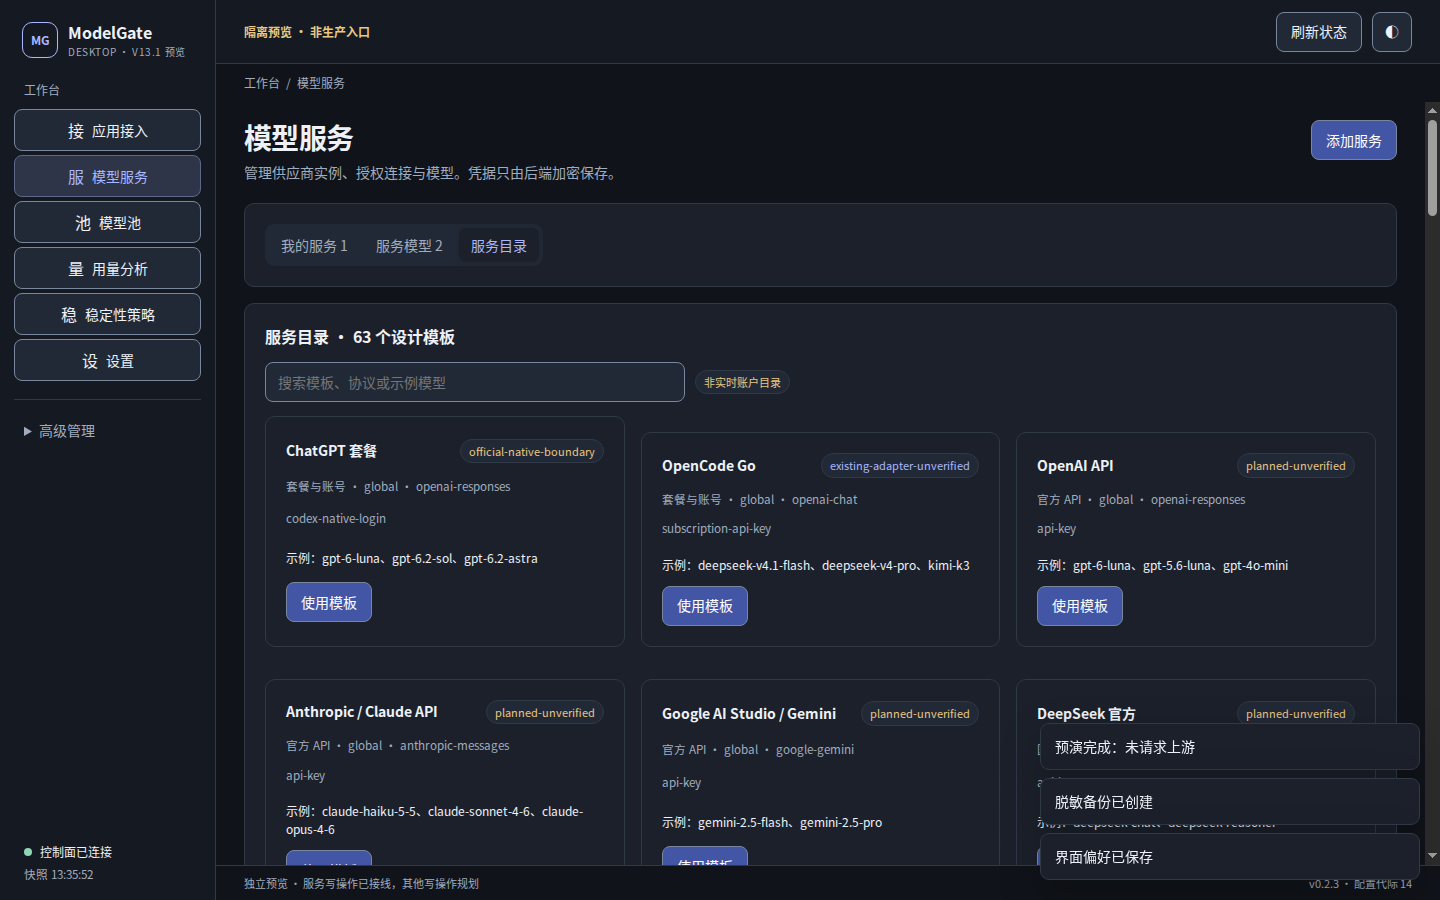 MG
ModelGate
DESKTOP · V13.1 预览
工作台
接 应用接入
服 模型服务
池 模型池
量 用量分析
稳 稳定性策略
设 设置
高级管理
控制面已连接
快照 13:35:52
隔离预览 · 非生产入口
刷新状态
工作台 / 模型服务
模型服务
管理供应商实例、授权连接与模型。凭据只由后端加密保存。
添加服务
我的服务 1 服务模型 2 服务目录
服务目录 · 63 个设计模板
搜索模板、协议或示例模型
非实时账户目录
ChatGPT 套餐
official-native-boundary
套餐与账号 · global · openai-responses
codex-native-login
示例：gpt-6-luna、gpt-6.2-sol、gpt-6.2-astra
使用模板
OpenCode Go
existing-adapter-unverified
套餐与账号 · global · openai-chat
subscription-api-key
示例：deepseek-v4.1-flash、deepseek-v4-pro、kimi-k3
使用模板
OpenAI API
planned-unverified
官方 API · global · openai-responses
api-key
示例：gpt-6-luna、gpt-5.6-luna、gpt-4o-mini
使用模板
Anthropic / Claude API
planned-unverified
官方 API · global · anthropic-messages
api-key
示例：claude-haiku-5-5、claude-sonnet-4-6、claude-
opus-4-6
Google AI Studio / Gemini
planned-unverified
官方 API · global · google-gemini
api-key
示例：gemini-2.5-flash、gemini-2.5-pro
使用模板
DeepSeek 官方
planned-unverified
预演完成：未请求上游
脱敏备份已创建
界面偏好已保存
独立预览 · 服务写操作已接线，其他写操作规划
v0.2.3 · 配置代际 14